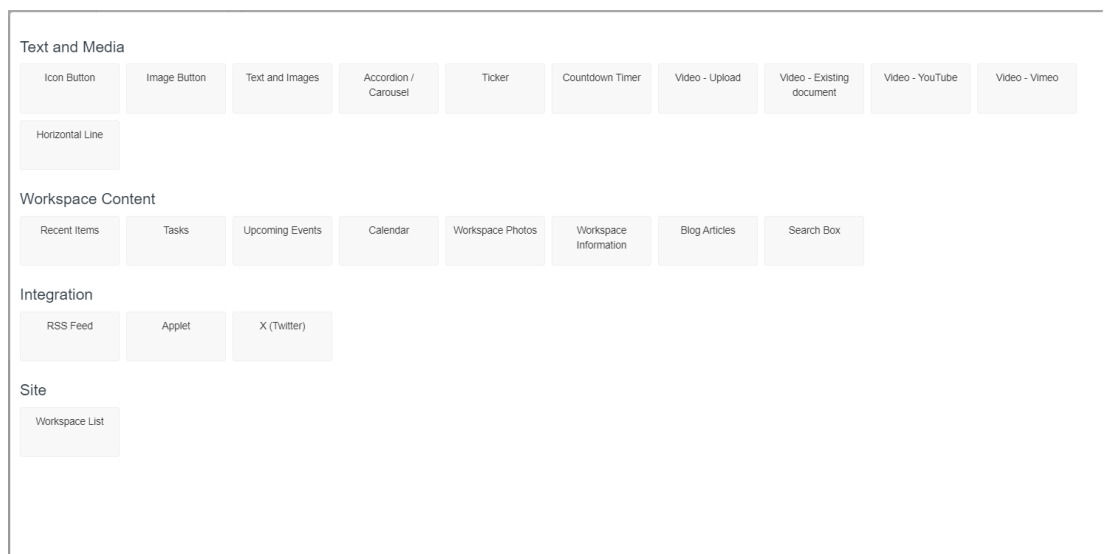 Text and Media
Icon Button
Image Button
Text and Images
Accordion /
Carousel
Ticker
Countdown Timer
Video - Upload
Video - Existing
document
Video - YouTube
Video - Vimeo
Horizontal Line
Workspace Content
Recent Items
Tasks
Upcoming Events
Calendar
Workspace Photos
Workspace
Information
Blog Articles
Search Box
Integration
RSS Feed
Applet
X (Twitter)
Site
Workspace List